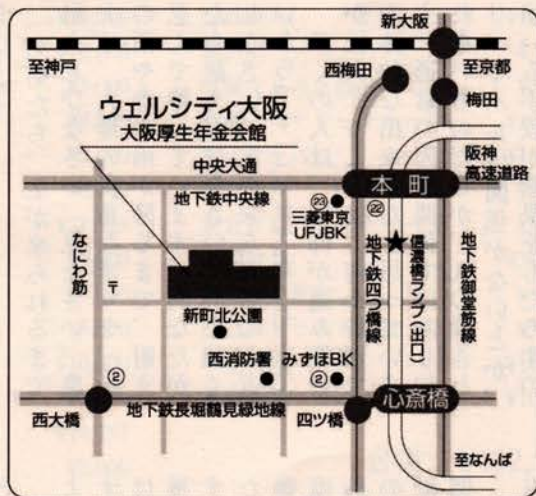 新大阪
至神戸
至京都
西梅田
梅田
ウェルシティ大阪
大阪厚生年金会館
阪神
高速道路
中央大通
本町
地下鉄中央線
㉓
三菱東京
UFJBK
㉒
なにわ筋
〒
地下鉄四つ橋線
★
信濃橋ランプ(出口)
地下鉄御堂筋線
新町北公園
西消防署
みずほBK
②
②
心斎橋
西大橋
地下鉄長堀鶴見緑地線
四ツ橋
至なんば